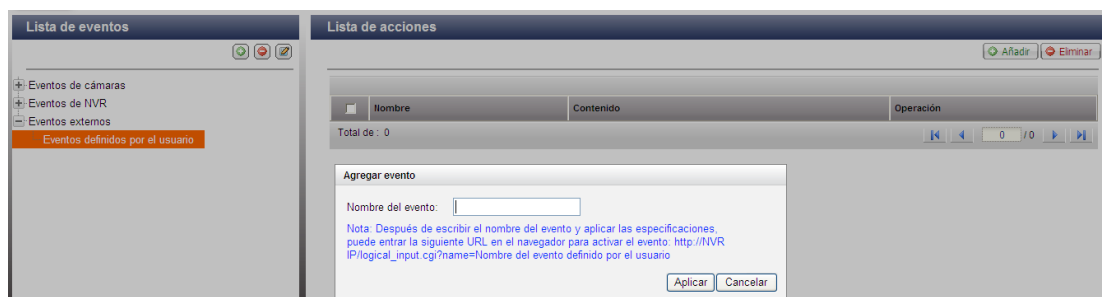 Lista de eventos
Lista de acciones
Añadir
Eliminar
Eventos de cámaras
Eventos de NVR
Eventos externos
Eventos definidos por el usuario
Nombre
Contenido
Operación
Total de : 0
0 / 0
Agregar evento
Nombre del evento:
Nota: Después de escribir el nombre del evento y aplicar las especificaciones,
puede entrar la siguiente URL en el navegador para activar el evento: http://NVR
IP/logical_input.cgi?name=Nombre del evento definido por el usuario
Aplicar
Cancelar